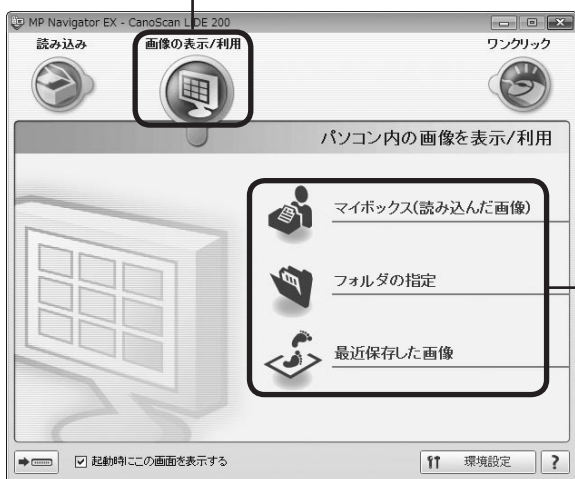 MP Navigator EX - CanoScan LiDE 200
読み込み
画像の表示/利用
ワンクリック
パソコン内の画像を表示/利用
マイボックス(読み込んだ画像)
フォルダの指定
最近保存した画像
起動時にこの画面を表示する
環境設定
?